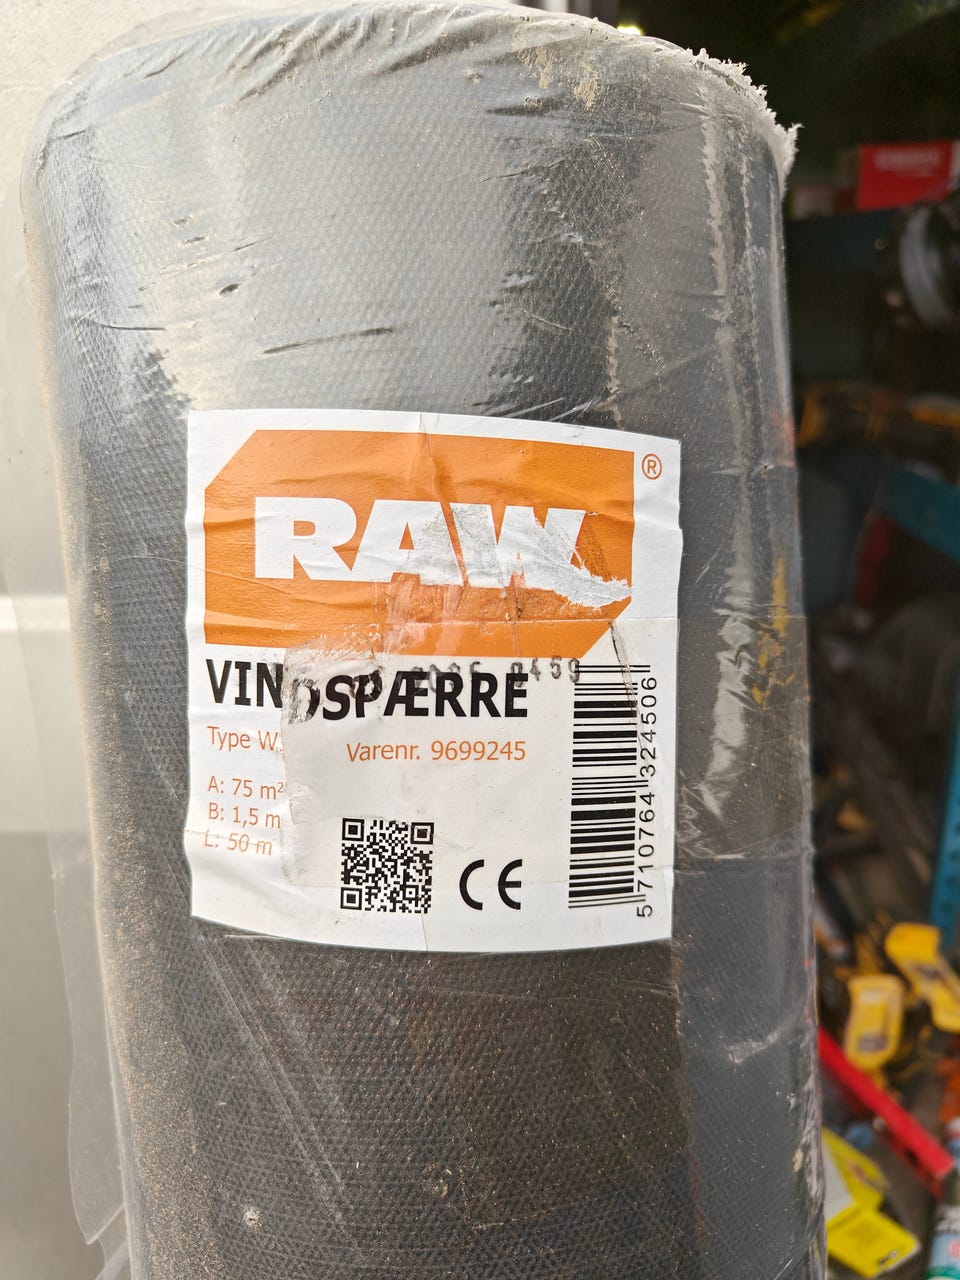 RAW
®
VINDSPÆRRE
Type W
Varenr. 9699245
A: 75 m²
B: 1,5 m
L: 50 m
CE
5 710764 324506